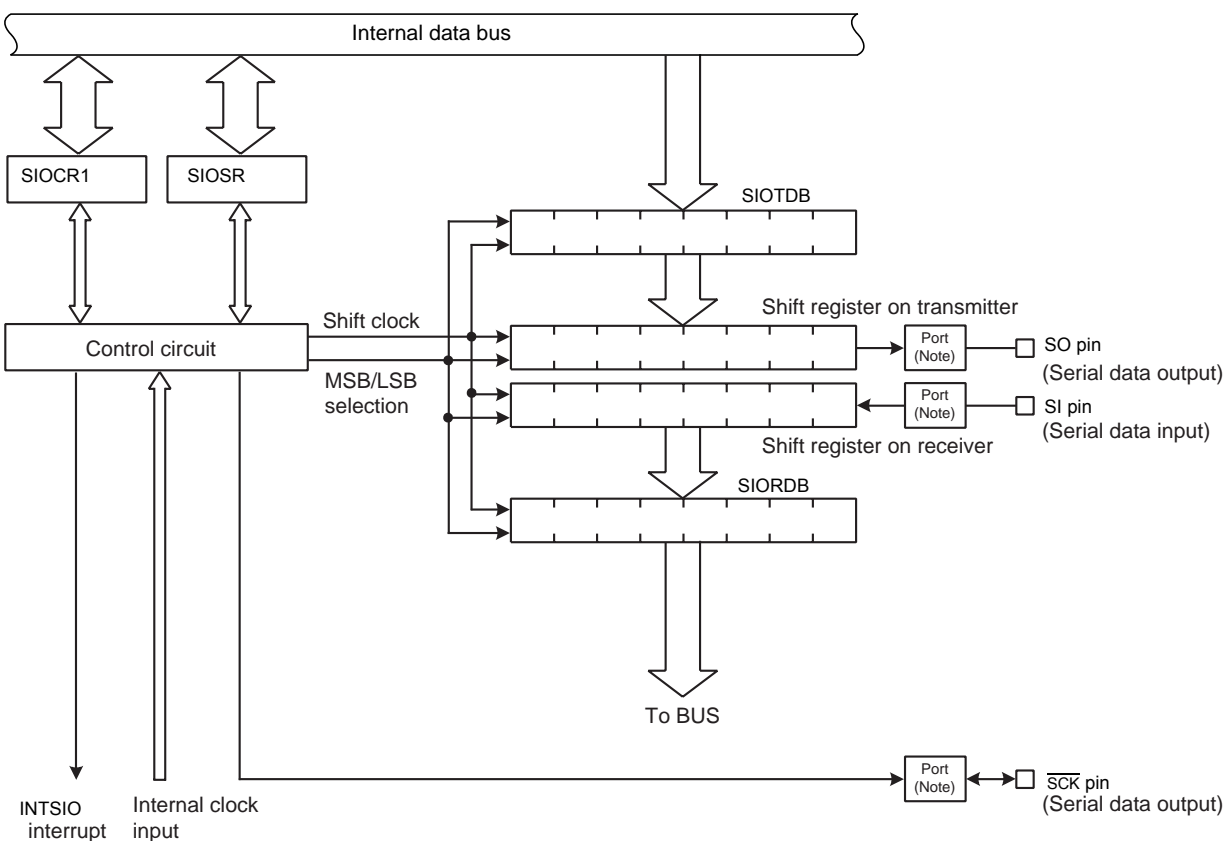 Internal data bus
SIOCR1
SIOSR
SIOTDB
Shift clock
Shift register on transmitter
Control circuit
Port
(Note)
SO pin
(Serial data output)
MSB/LSB
selection
Port
(Note)
SI pin
(Serial data input)
Shift register on receiver
SIORDB
To BUS
Port
(Note)
SCK pin
(Serial data output)
INTSIO
interrupt
Internal clock
input